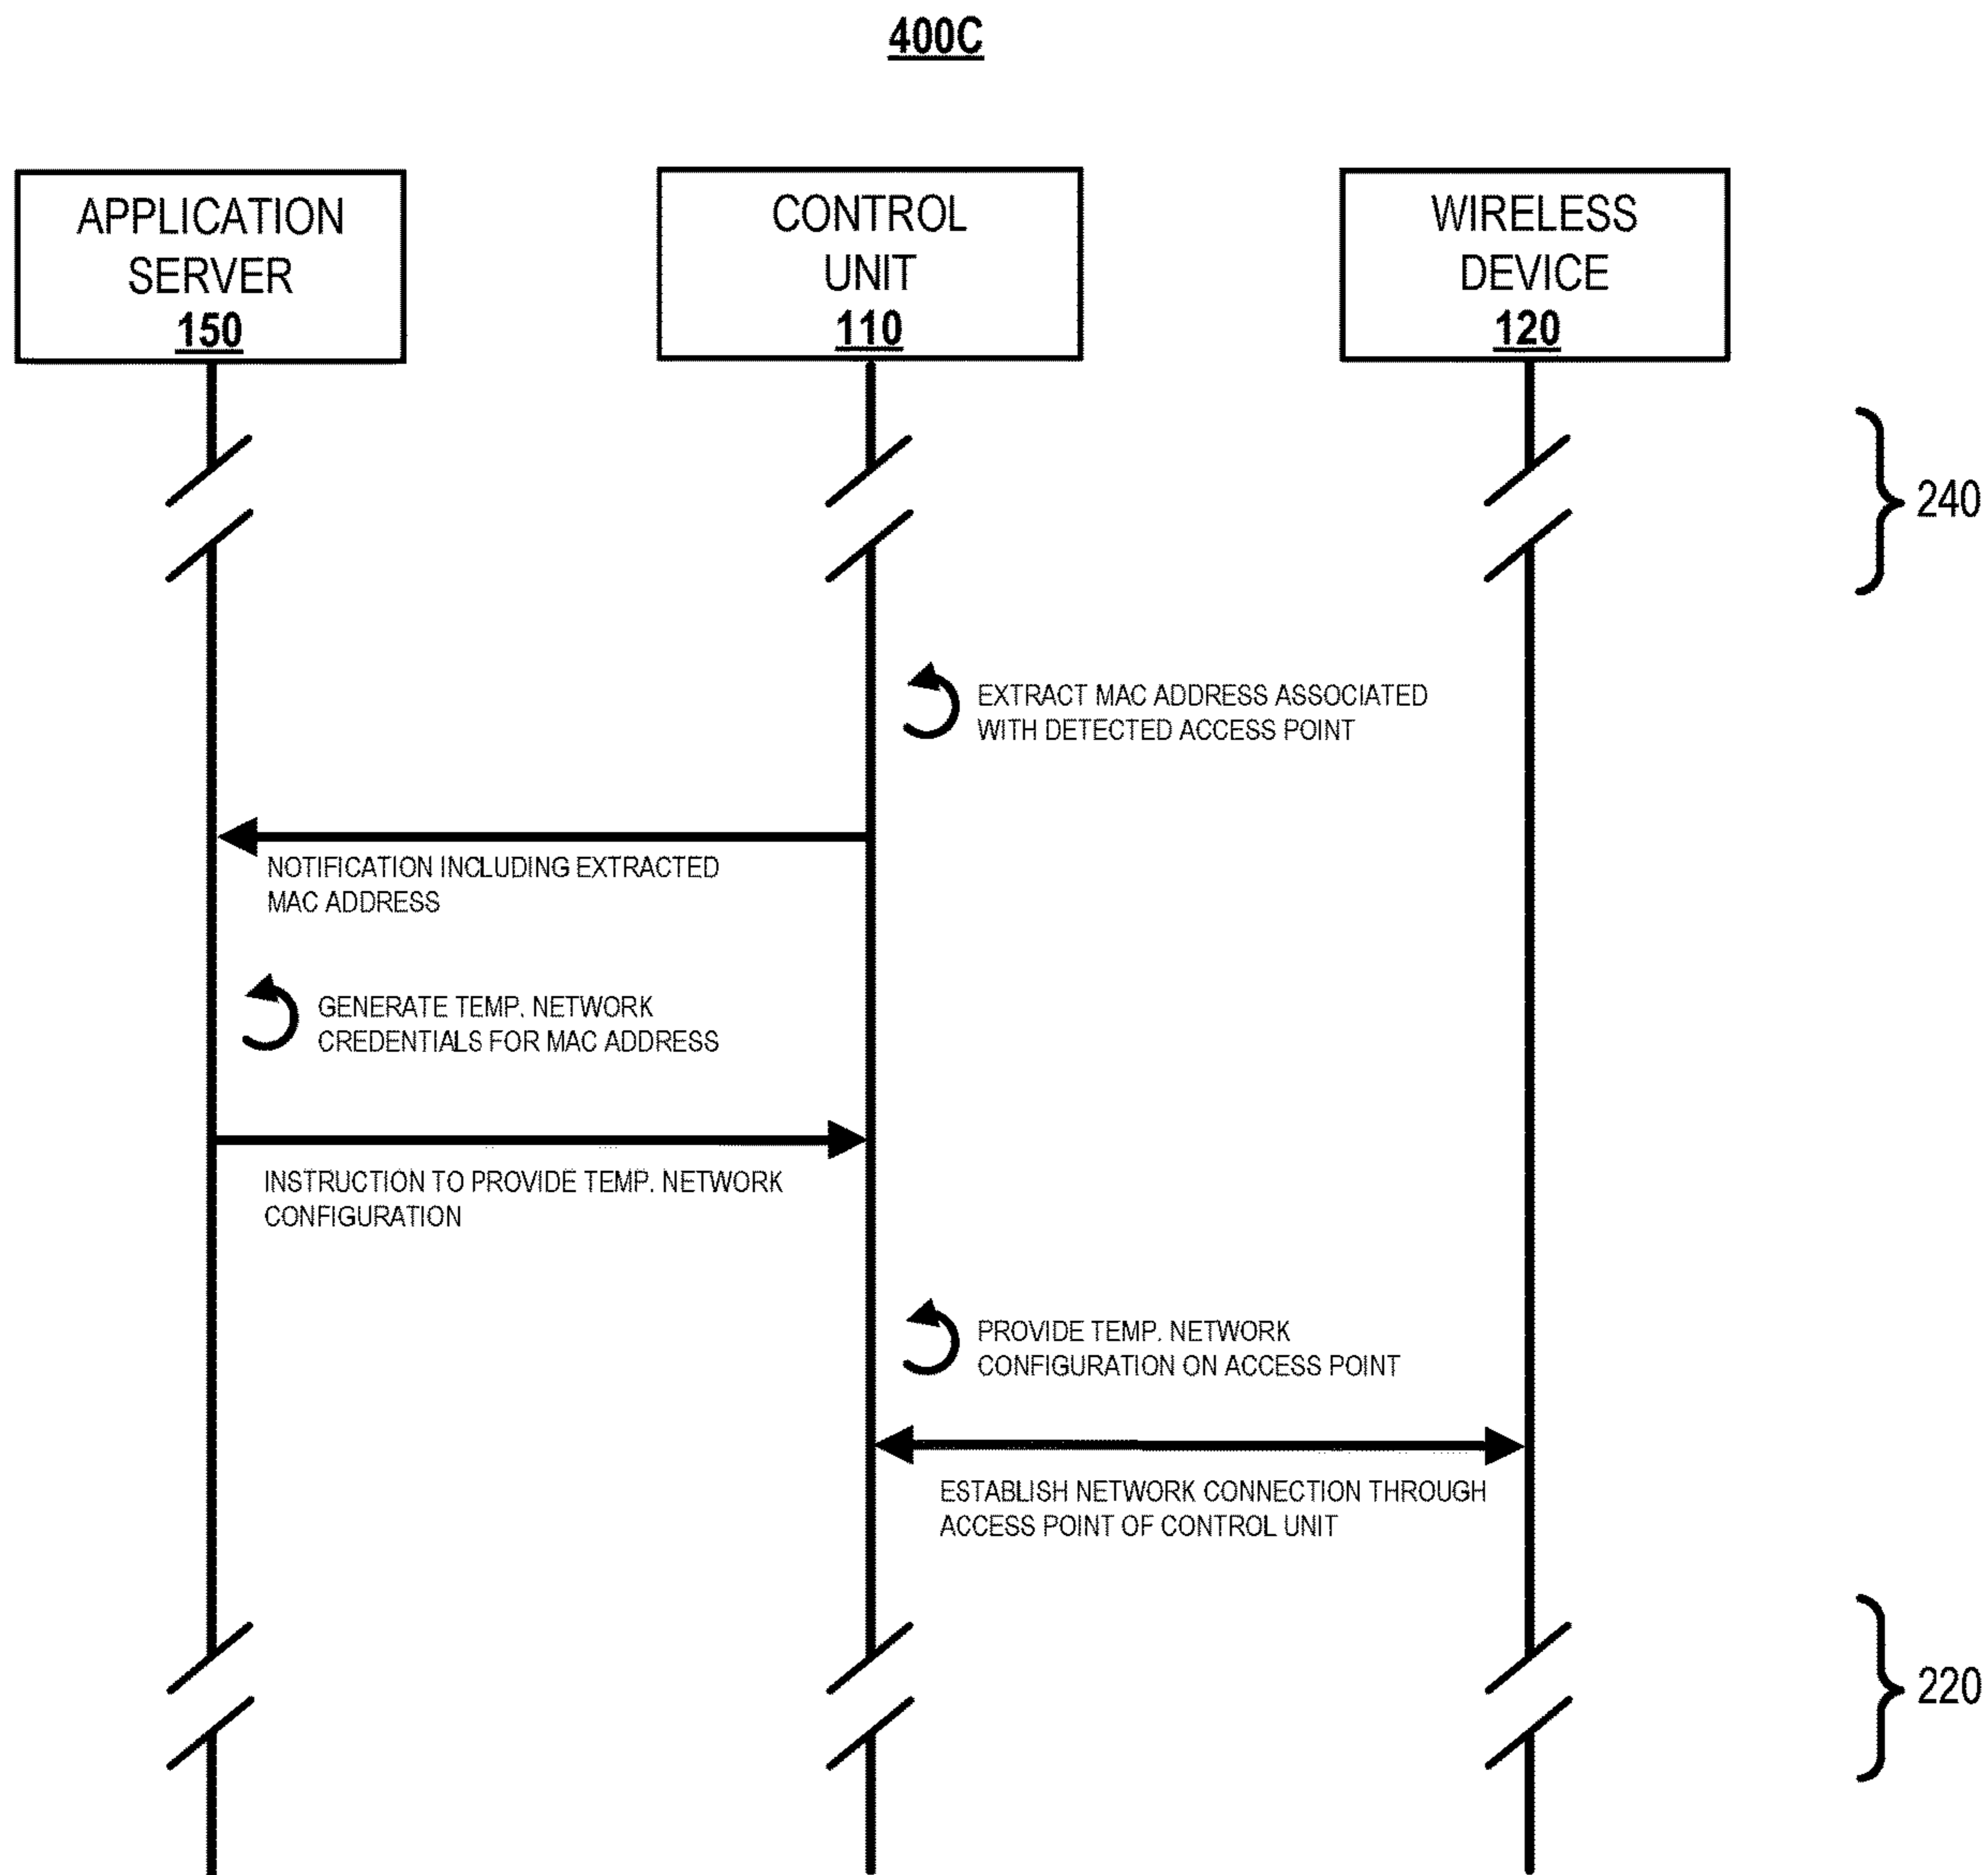 400C
APPLICATION
SERVER
150
CONTROL
UNIT
110
WIRELESS
DEVICE
120
240
EXTRACT MAC ADDRESS ASSOCIATED
WITH DETECTED ACCESS POINT
NOTIFICATION INCLUDING EXTRACTED
MAC ADDRESS
GENERATE TEMP. NETWORK
CREDENTIALS FOR MAC ADDRESS
INSTRUCTION TO PROVIDE TEMP. NETWORK
CONFIGURATION
PROVIDE TEMP. NETWORK
CONFIGURATION ON ACCESS POINT
ESTABLISH NETWORK CONNECTION THROUGH
ACCESS POINT OF CONTROL UNIT
220